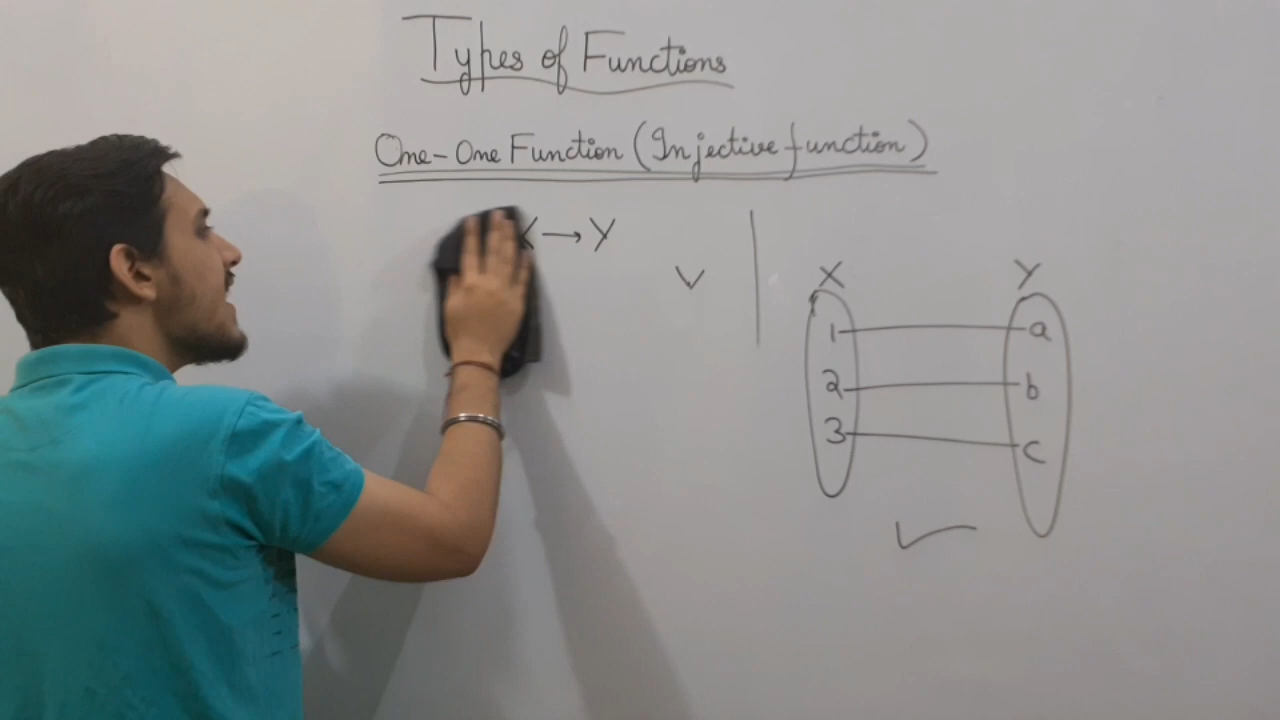 Types of Functions
One-One Function (Injective function)
X → Y
X Y
1 a
2 b
3 c